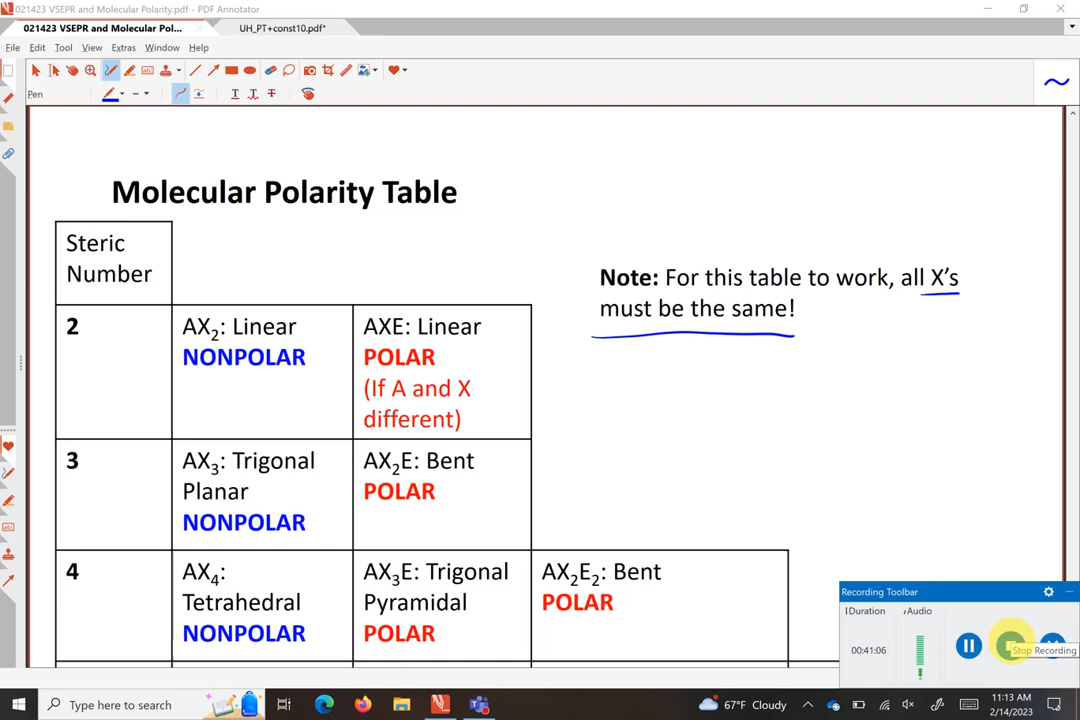 021423 VSEPR and Molecular Polarity.pdf - PDF Annotator
021423 VSEPR and Molecular Pol... UH_PT+const10.pdf*
File Edit Tool View Extras Window Help
Pen
Molecular Polarity Table
Steric
Number
Note: For this table to work, all X's
must be the same!
2
AX₂: Linear
NONPOLAR
AXE: Linear
POLAR
(If A and X
different)
3
AX₃: Trigonal
Planar
NONPOLAR
AX₂E: Bent
POLAR
4
AX₄:
Tetrahedral
NONPOLAR
AX₃E: Trigonal
Pyramidal
POLAR
AX₂E₂: Bent
POLAR
Recording Toolbar
Duration Audio
00:41:06
Stop Recording
Type here to search
67°F Cloudy
11:13 AM
2/14/2023